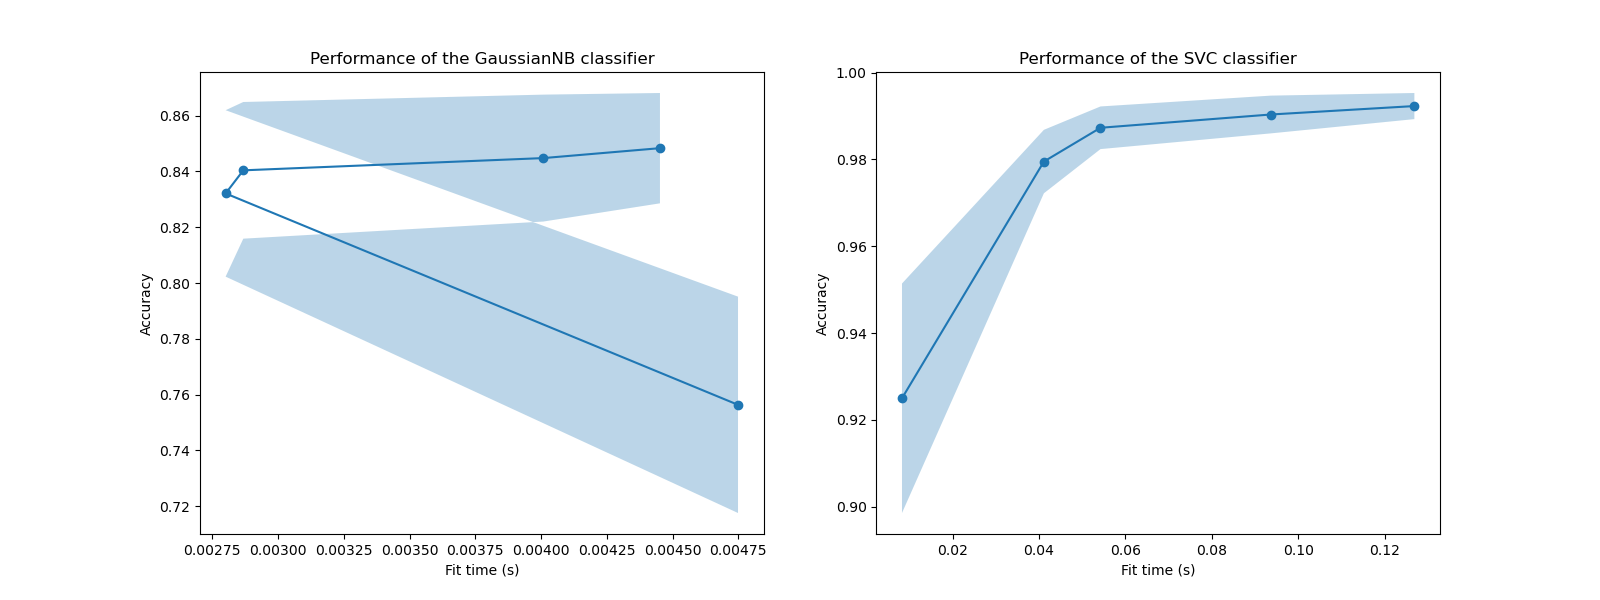 Performance of the GaussianNB classifier
Accuracy
0.86
0.84
0.82
0.80
0.78
0.76
0.74
0.72
0.00275 0.00300 0.00325 0.00350 0.00375 0.00400 0.00425 0.00450 0.00475
Fit time (s)
Performance of the SVC classifier
Accuracy
1.00
0.98
0.96
0.94
0.92
0.90
0.02 0.04 0.06 0.08 0.10 0.12
Fit time (s)